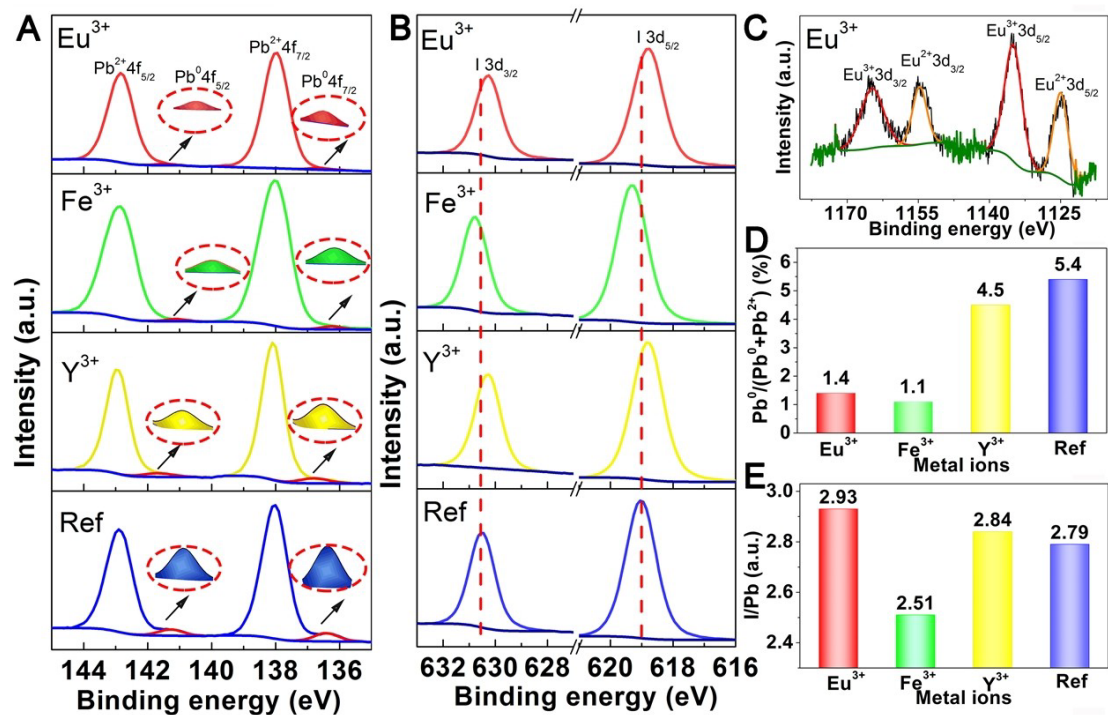 A
Eu³⁺
Pb²⁺4f₅/₂
Pb⁰4f₅/₂
Pb²⁺4f₇/₂
Pb⁰4f₇/₂
Fe³⁺
Y³⁺
Ref
Intensity (a.u.)
Intensity (a.u.)
144 142 140 138 136
Binding energy (eV)
B
Eu³⁺
I 3d₃/₂
I 3d₅/₂
Fe³⁺
Y³⁺
Ref
Intensity (a.u.)
Intensity (a.u.)
632 630 628 620 618 616
Binding energy (eV)
C
Eu³⁺
Eu³⁺3d₃/₂
Eu²⁺3d₃/₂
Eu³⁺3d₅/₂
Eu²⁺3d₅/₂
Intensity (a.u.)
1170 1155 1140 1125
Binding energy (eV)
D
Pb⁰/(Pb⁰+Pb²⁺) (%)
6
5
4
3
2
1
0
1.4
1.1
4.5
5.4
Eu³⁺ Fe³⁺ Y³⁺ Ref
Metal ions
E
I/Pb (a.u.)
3.0
2.8
2.6
2.4
2.93
2.51
2.84
2.79
Eu³⁺ Fe³⁺ Y³⁺ Ref
Metal ions